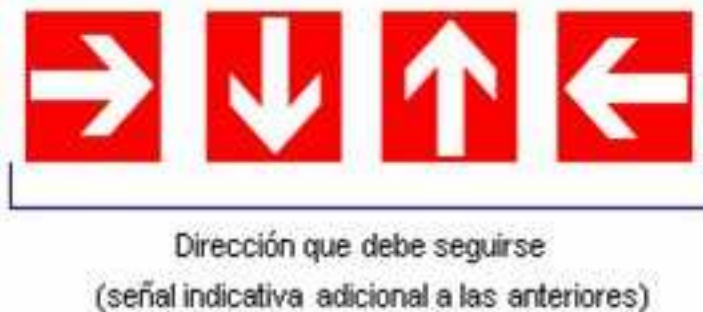 Dirección que debe seguirse
(señal indicativa adicional a las anteriores)